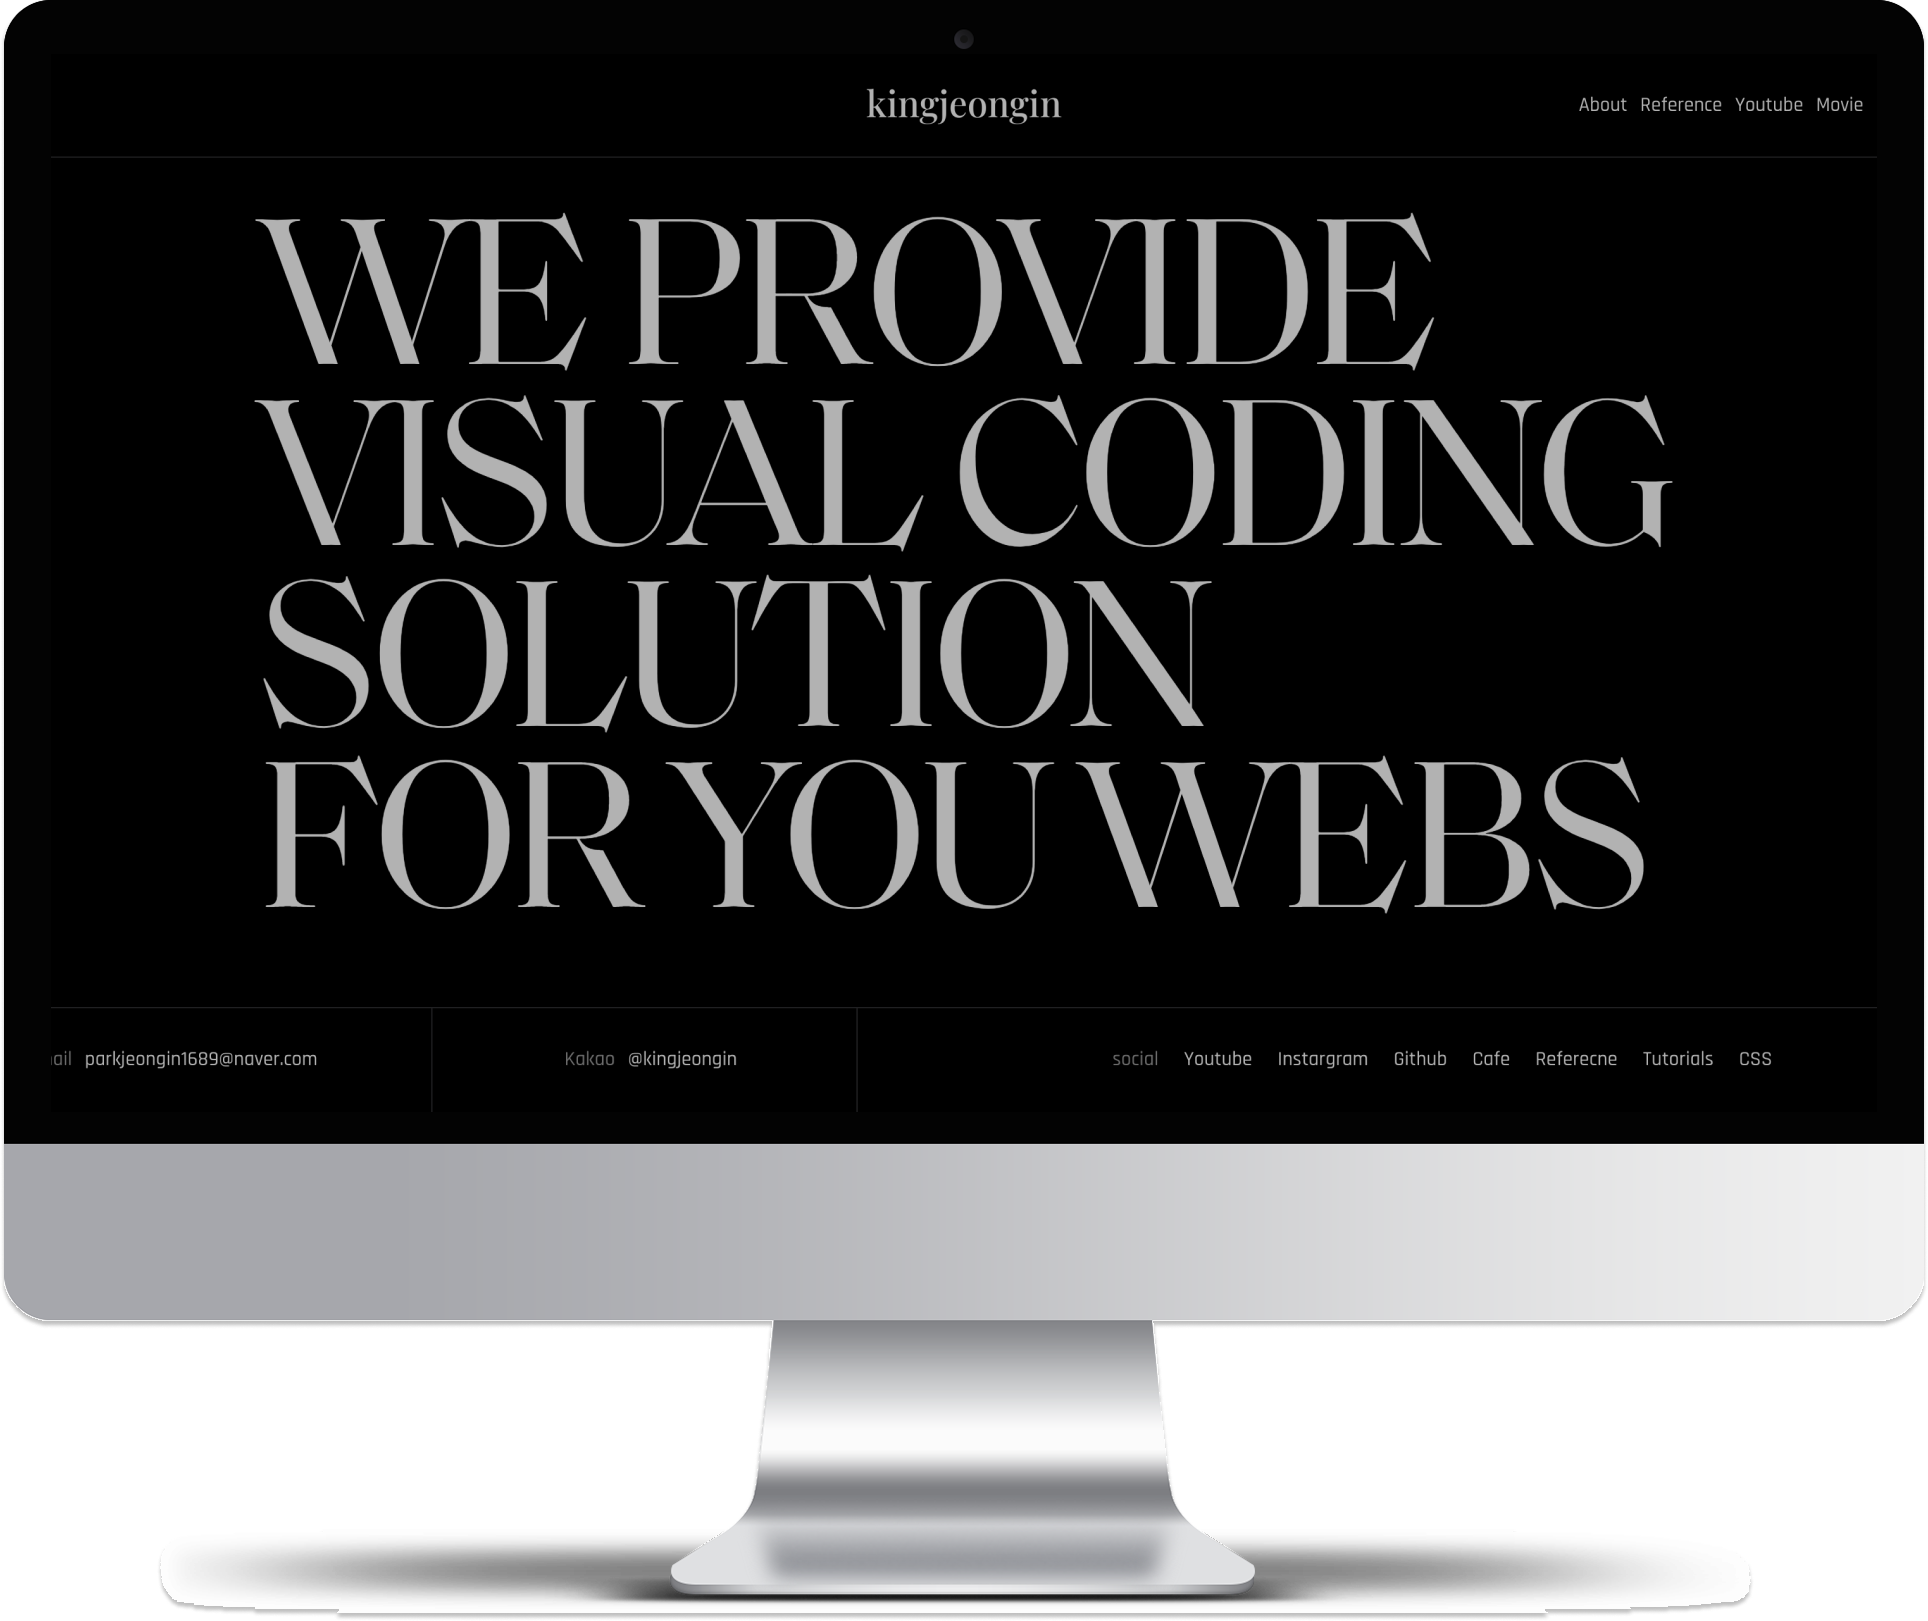 kingjeongin
About Reference Youtube Movie
WE PROVIDE
VISUAL CODING
SOLUTION
FOR YOU WEBS
parkjeongin1689@naver.com
Kakao @kingjeongin
social Youtube Instargram Github Cafe Referecne Tutorials CSS